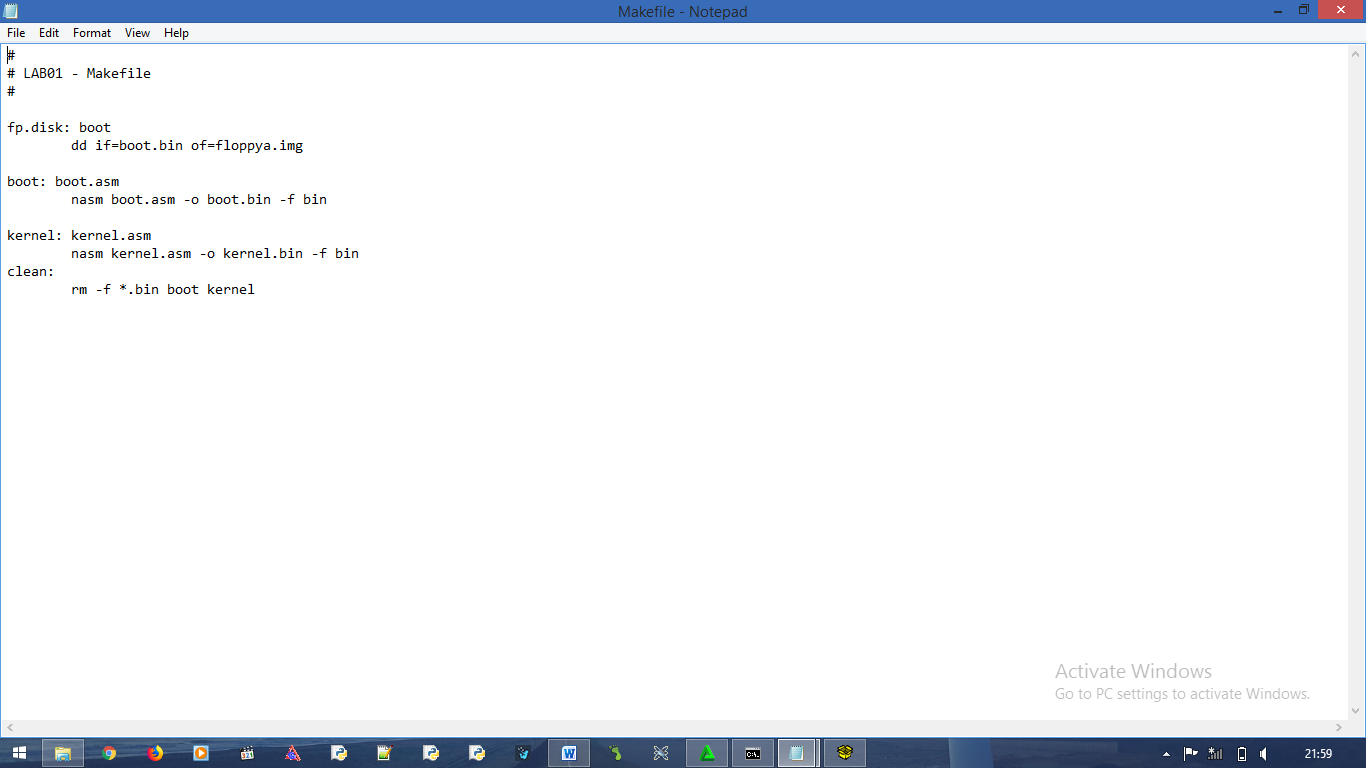 Makefile - Notepad
File Edit Format View Help
#
# LAB01 - Makefile
#
fp.disk: boot
dd if=boot.bin of=floppya.img
boot: boot.asm
nasm boot.asm -o boot.bin -f bin
kernel: kernel.asm
nasm kernel.asm -o kernel.bin -f bin
clean:
rm -f *.bin boot kernel
Activate Windows
Go to PC settings to activate Windows.
21:59